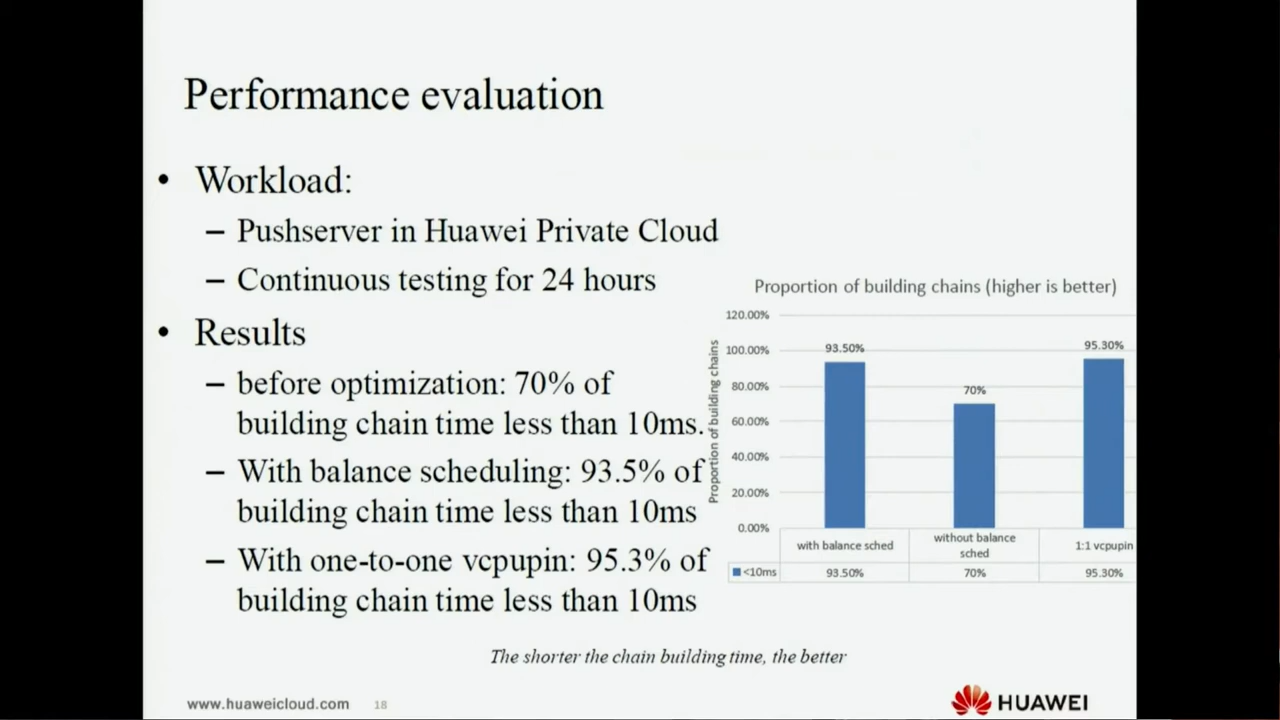 Performance evaluation
• Workload:
– Pushserver in Huawei Private Cloud
– Continuous testing for 24 hours
• Results
– before optimization: 70% of
building chain time less than 10ms.
– With balance scheduling: 93.5% of
building chain time less than 10ms
– With one-to-one vcpupin: 95.3% of
building chain time less than 10ms
Proportion of building chains (higher is better)
Proportion of building chains
120.00%
100.00%
80.00%
60.00%
40.00%
20.00%
0.00%
93.50%
70%
95.30%
with balance sched
without balance
sched
1:1 vcpupin
<10ms 93.50% 70% 95.30%
The shorter the chain building time, the better
www.huaweicloud.com 18
HUAWEI